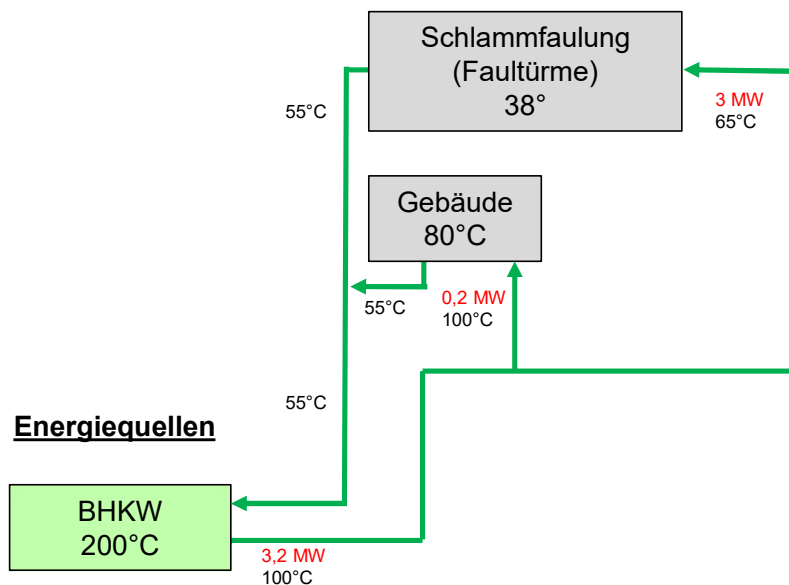 Schlammfaulung
(Faultürme)
38°
3 MW
65°C
55°C
Gebäude
80°C
55°C
0,2 MW
100°C
55°C
Energiequellen
BHKW
200°C
3,2 MW
100°C